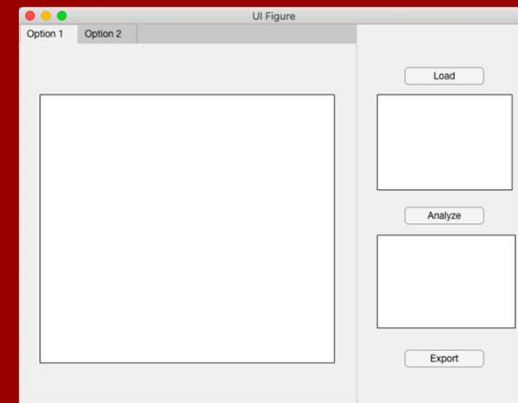 UI Figure
Option 1 Option 2
Load
Analyze
Export